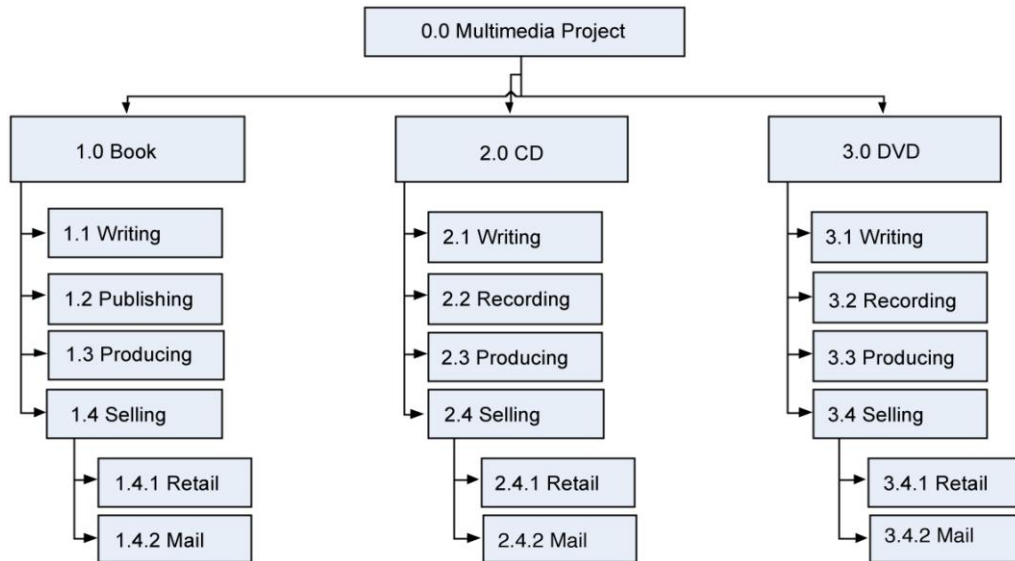 0.0 Multimedia Project
1.0 Book
2.0 CD
3.0 DVD
1.1 Writing
2.1 Writing
3.1 Writing
1.2 Publishing
2.2 Recording
3.2 Recording
1.3 Producing
2.3 Producing
3.3 Producing
1.4 Selling
2.4 Selling
3.4 Selling
1.4.1 Retail
2.4.1 Retail
3.4.1 Retail
1.4.2 Mail
2.4.2 Mail
3.4.2 Mail